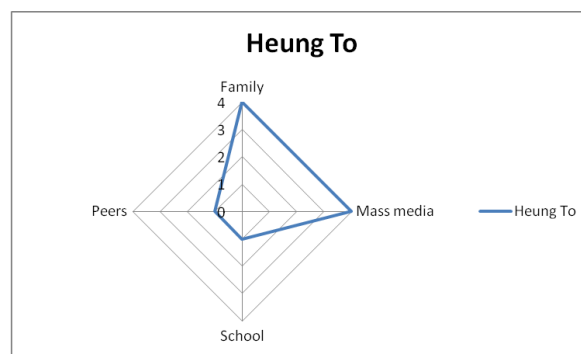 Heung To
Family
4
3
2
1
0
Peers
Mass media
Heung To
School